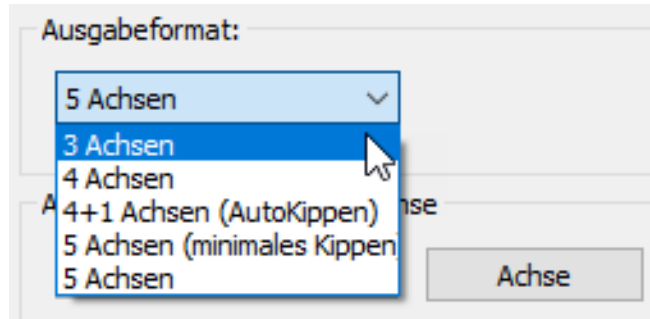 Ausgabeformat:
5 Achsen
3 Achsen
4 Achsen
4+1 Achsen (AutoKippen)
5 Achsen (minimales Kippen)
5 Achsen
Achse